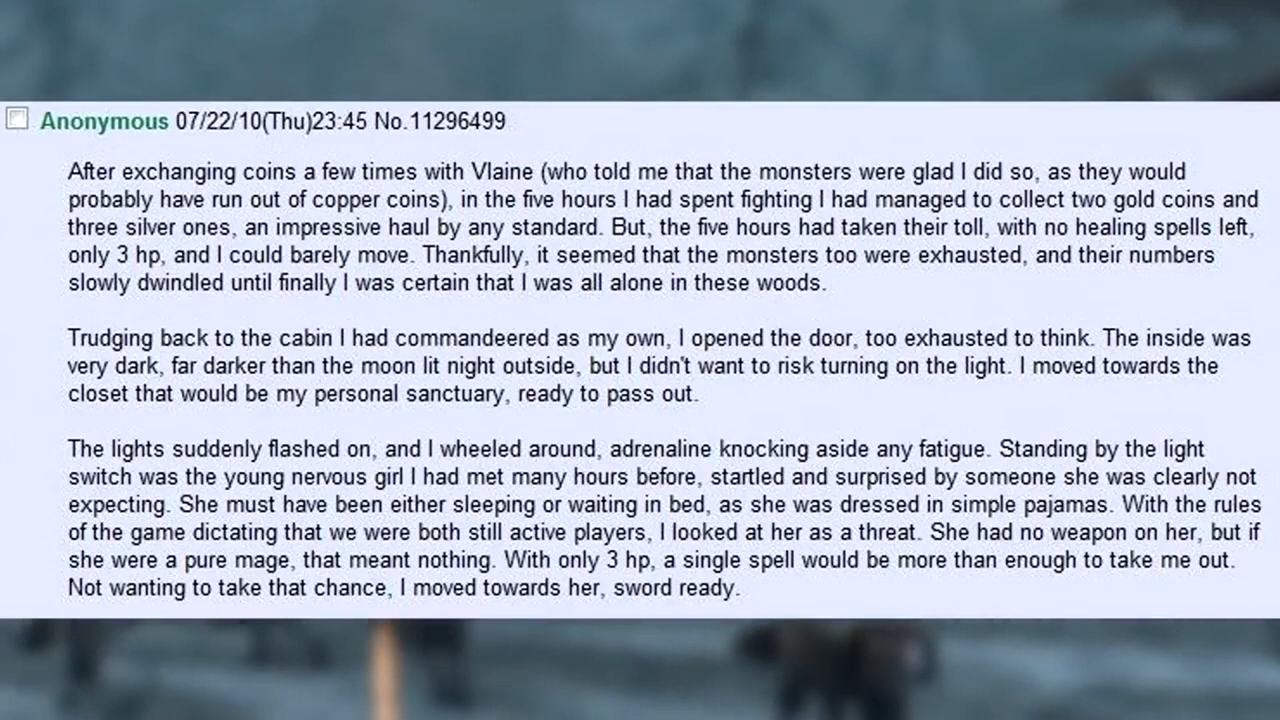 Anonymous 07/22/10(Thu)23:45 No.11296499
After exchanging coins a few times with Vlaine (who told me that the monsters were glad I did so, as they would
probably have run out of copper coins), in the five hours I had spent fighting I had managed to collect two gold coins and
three silver ones, an impressive haul by any standard. But, the five hours had taken their toll, with no healing spells left,
only 3 hp, and I could barely move. Thankfully, it seemed that the monsters too were exhausted, and their numbers
slowly dwindled until finally I was certain that I was all alone in these woods.
Trudging back to the cabin I had commandeered as my own, I opened the door, too exhausted to think. The inside was
very dark, far darker than the moon lit night outside, but I didn't want to risk turning on the light. I moved towards the
closet that would be my personal sanctuary, ready to pass out.
The lights suddenly flashed on, and I wheeled around, adrenaline knocking aside any fatigue. Standing by the light
switch was the young nervous girl I had met many hours before, startled and surprised by someone she was clearly not
expecting. She must have been either sleeping or waiting in bed, as she was dressed in simple pajamas. With the rules
of the game dictating that we were both still active players, I looked at her as a threat. She had no weapon on her, but if
she were a pure mage, that meant nothing. With only 3 hp, a single spell would be more than enough to take me out.
Not wanting to take that chance, I moved towards her, sword ready.